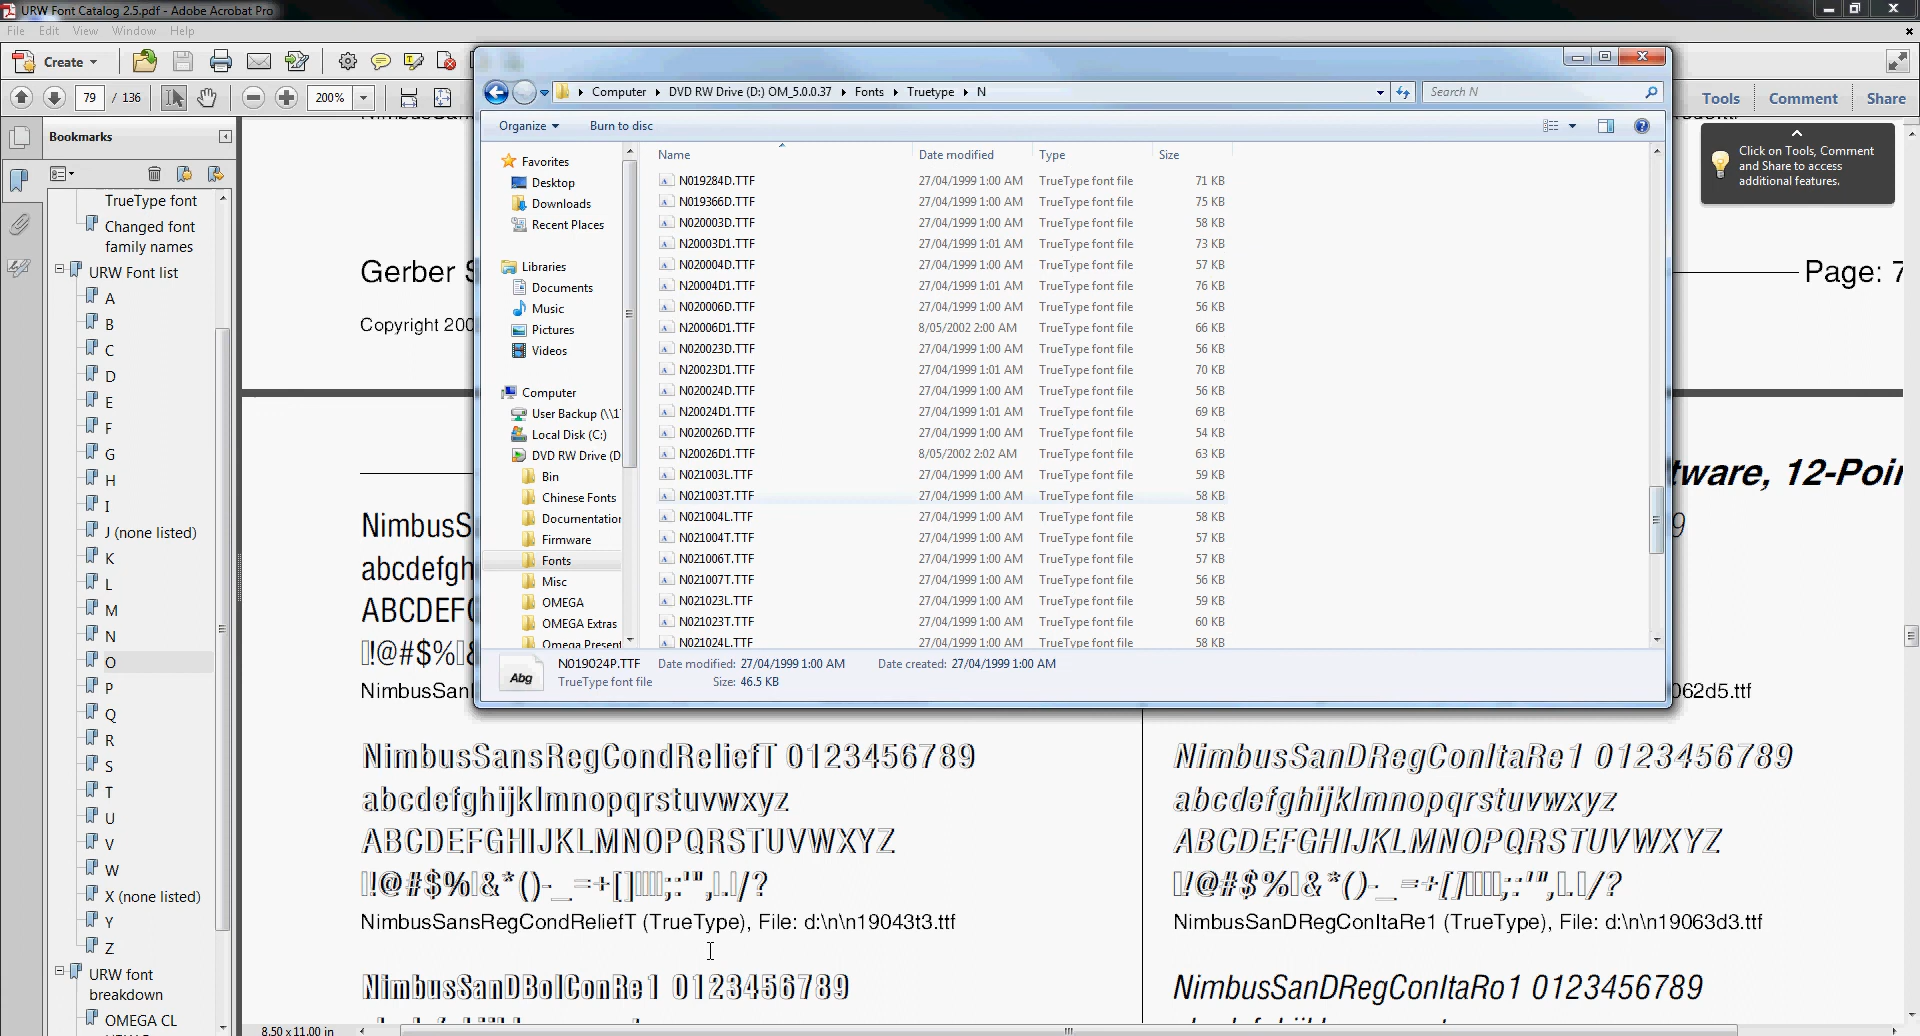 URW Font Catalog 2.5.pdf - Adobe Acrobat Pro
File Edit View Window Help
Create
79 / 136
200%
Tools Comment Share
Click on Tools, Comment
and Share to access
additional features.
Bookmarks
TrueType font
Changed font
family names
URW Font list
A
B
C
D
E
F
G
H
I
J (none listed)
K
L
M
N
O
P
Q
R
S
T
U
V
W
X (none listed)
Y
Z
URW font
breakdown
OMEGA CL
Computer DVD RW Drive (D:) OM_5.0.0.37 Fonts Truetype N
Search N
Organize Burn to disc
Favorites
Desktop
Downloads
Recent Places
Libraries
Documents
Music
Pictures
Videos
Computer
User Backup (\\1
Local Disk (C:)
DVD RW Drive (D
Bin
Chinese Fonts
Documentation
Firmware
Fonts
Misc
OMEGA
OMEGA Extras
Omega Present
Name Date modified Type Size
N019284D.TTF 27/04/1999 1:00 AM TrueType font file 71 KB
N019366D.TTF 27/04/1999 1:00 AM TrueType font file 75 KB
N020003D.TTF 27/04/1999 1:00 AM TrueType font file 58 KB
N20003D1.TTF 27/04/1999 1:01 AM TrueType font file 73 KB
N020004D.TTF 27/04/1999 1:00 AM TrueType font file 57 KB
N20004D1.TTF 27/04/1999 1:01 AM TrueType font file 76 KB
N020006D.TTF 27/04/1999 1:00 AM TrueType font file 56 KB
N20006D1.TTF 8/05/2002 2:00 AM TrueType font file 66 KB
N020023D.TTF 27/04/1999 1:00 AM TrueType font file 56 KB
N20023D1.TTF 27/04/1999 1:01 AM TrueType font file 70 KB
N020024D.TTF 27/04/1999 1:00 AM TrueType font file 56 KB
N20024D1.TTF 27/04/1999 1:01 AM TrueType font file 69 KB
N020026D.TTF 27/04/1999 1:00 AM TrueType font file 54 KB
N20026D1.TTF 8/05/2002 2:02 AM TrueType font file 63 KB
N021003L.TTF 27/04/1999 1:00 AM TrueType font file 59 KB
N021003T.TTF 27/04/1999 1:00 AM TrueType font file 58 KB
N021004L.TTF 27/04/1999 1:00 AM TrueType font file 58 KB
N021004T.TTF 27/04/1999 1:00 AM TrueType font file 57 KB
N021006T.TTF 27/04/1999 1:00 AM TrueType font file 57 KB
N021007T.TTF 27/04/1999 1:00 AM TrueType font file 56 KB
N021023L.TTF 27/04/1999 1:00 AM TrueType font file 59 KB
N021023T.TTF 27/04/1999 1:00 AM TrueType font file 60 KB
N021024L.TTF 27/04/1999 1:00 AM TrueType font file 58 KB
Abg
N019024P.TTF Date modified: 27/04/1999 1:00 AM Date created: 27/04/1999 1:00 AM
TrueType font file Size: 46.5 KB
Gerber S
Page: 7
Copyright 200
tware, 12-Poin
NimbusS
9
abcdefgh
ABCDEFG
!@#$%&
NimbusSan
062d5.ttf
NimbusSansRegCondReliefT 0123456789
abcdefghijklmnopqrstuvwxyz
ABCDEFGHIJKLMNOPQRSTUVWXYZ
▯!@#$%▯&*()-_=+[]▯▯▯▯;:'",▯.▯/?
NimbusSansRegCondReliefT (TrueType), File: d:\n\n19043t3.ttf
NimbusSanDBolConRe1 0123456789
NimbusSanDRegConItaRe1 0123456789
abcdefghijklmnopqrstuvwxyz
ABCDEFGHIJKLMNOPQRSTUVWXYZ
▯!@#$%▯&*()-_=+[]▯▯▯▯;:'",▯.▯/?
NimbusSanDRegConItaRe1 (TrueType), File: d:\n\n19063d3.ttf
NimbusSanDRegConItaRo1 0123456789
8.50 x 11.00 in